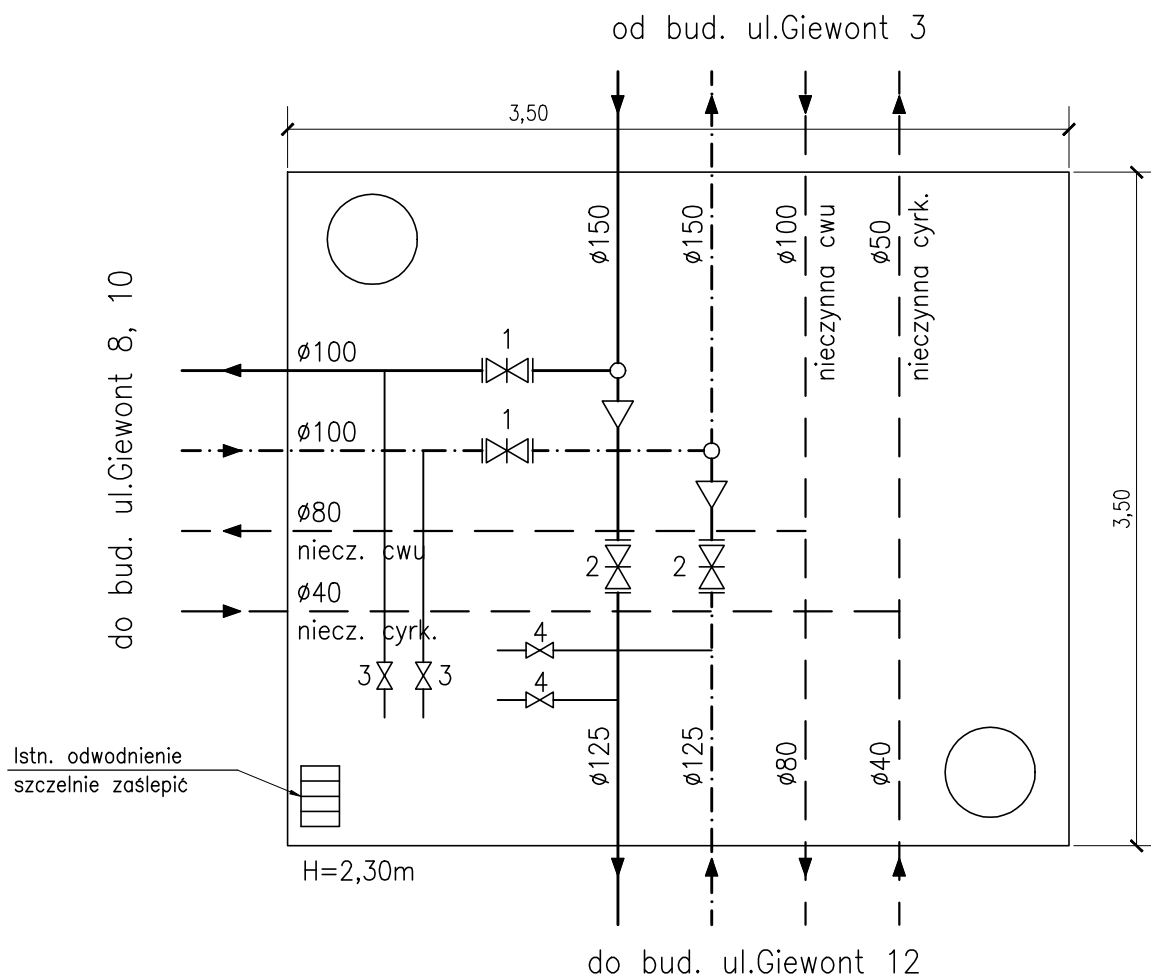 od bud. ul.Giewont 3
3,50
ø150
ø150
ø100
nieczynna cwu
ø50
nieczynna cyrk.
do bud. ul.Giewont 8, 10
ø100
1
ø100
1
ø80
niecz. cwu
2
2
ø40
niecz. cyrk.
3,50
4
3
3
4
ø125
ø125
ø80
ø40
Istn. odwodnienie
szczelnie zaślepić
H=2,30m
do bud. ul.Giewont 12